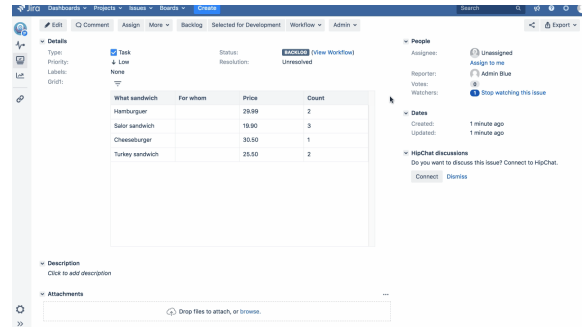 Jira Dashboards Projects Issues Boards Create Search
Edit Comment Assign More Backlog Selected for Development Workflow Admin Export
Details
Type: Task Status: BACKLOG (View Workflow)
Priority: Low Resolution: Unresolved
Labels: None
Grid1:
What sandwich For whom Price Count
Hamburguer 29.99 2
Salor sandwich 19.90 3
Cheeseburger 30.50 1
Turkey sandwich 25.50 2
Description
Click to add description
Attachments
Drop files to attach, or browse.
People
Assignee: Unassigned
Assign to me
Reporter: Admin Blue
Votes: 0
Watchers: 1 Stop watching this issue
Dates
Created: 1 minute ago
Updated: 1 minute ago
HipChat discussions
Do you want to discuss this issue? Connect to HipChat.
Connect Dismiss